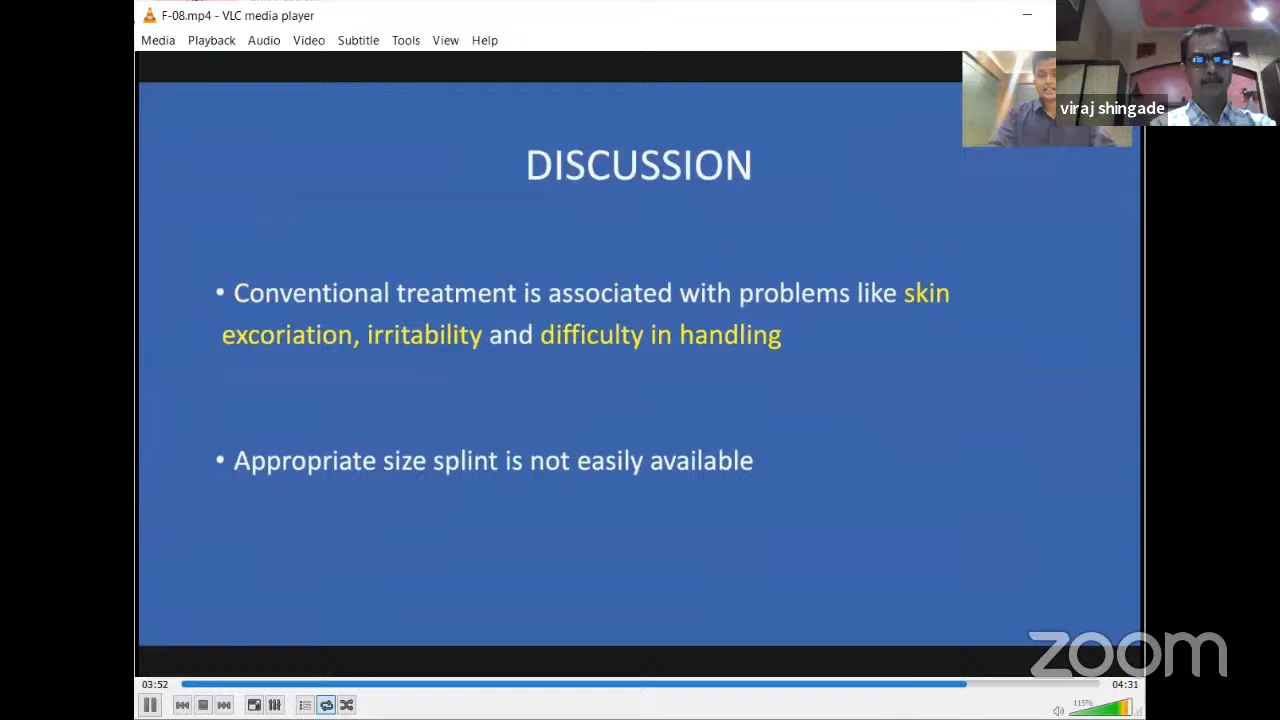 F-08.mp4 - VLC media player
Media Playback Audio Video Subtitle Tools View Help
viraj shingade
DISCUSSION
• Conventional treatment is associated with problems like skin
excoriation, irritability and difficulty in handling
• Appropriate size splint is not easily available
zoom
03:52
04:31
115%